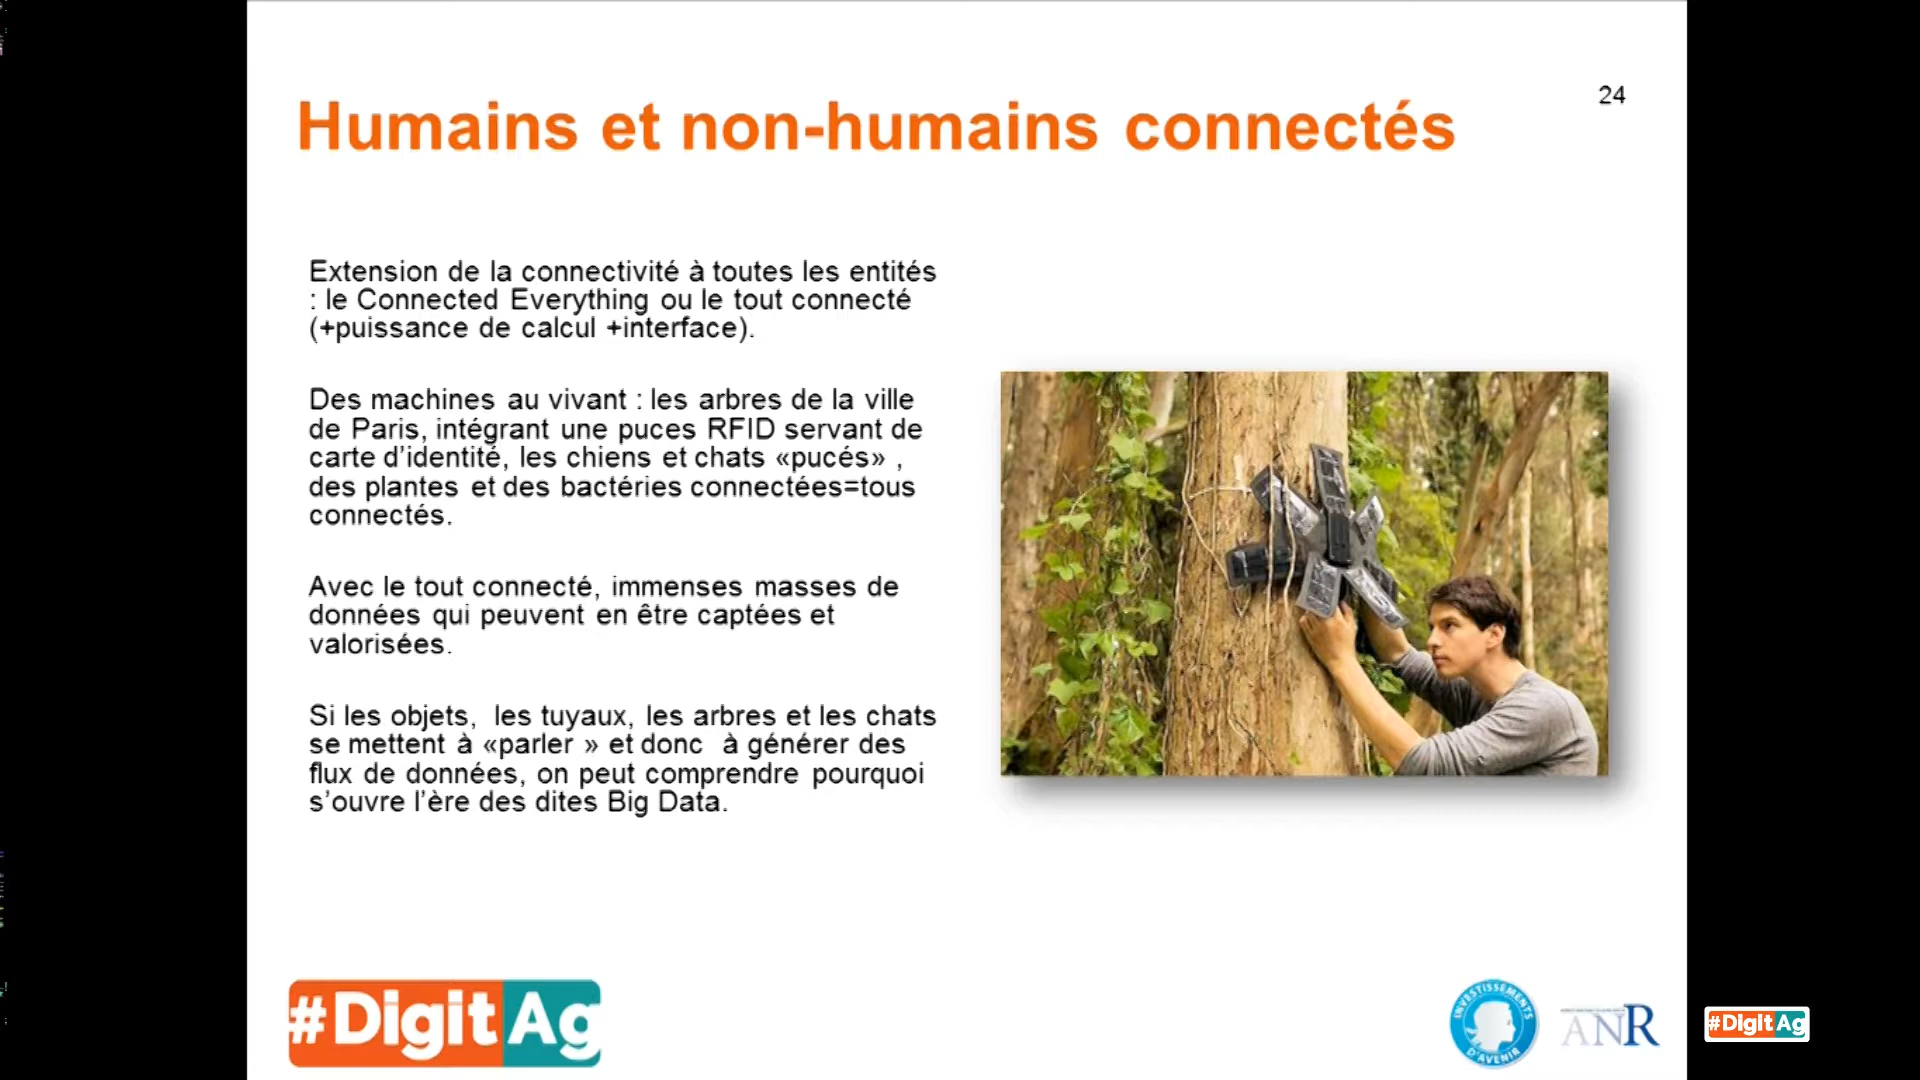 24
Humains et non-humains connectés
Extension de la connectivité à toutes les entités
: le Connected Everything ou le tout connecté
(+puissance de calcul +interface).
Des machines au vivant : les arbres de la ville
de Paris, intégrant une puces RFID servant de
carte d’identité, les chiens et chats «pucés» ,
des plantes et des bactéries connectées=tous
connectés.
Avec le tout connecté, immenses masses de
données qui peuvent en être captées et
valorisées.
Si les objets,  les tuyaux, les arbres et les chats
se mettent à «parler » et donc  à générer des
flux de données, on peut comprendre pourquoi
s’ouvre l’ère des dites Big Data.
#DigitAg
INVESTISSEMENTS
D'AVENIR
ANR
#DigitAg